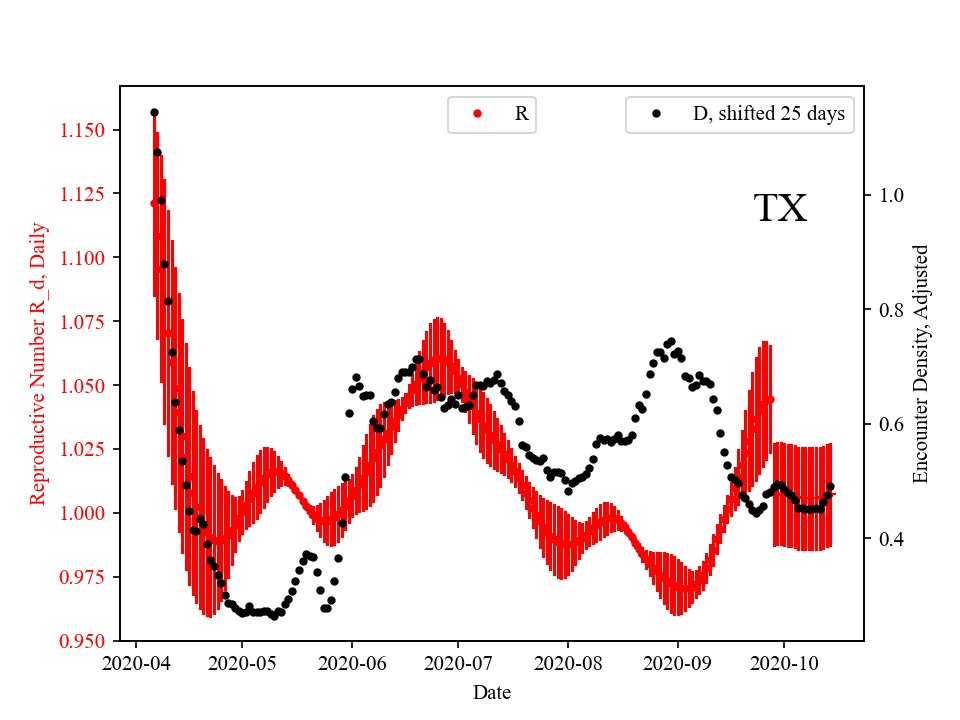 R
D, shifted 25 days
TX
Reproductive Number R_d, Daily
1.150
1.125
1.100
1.075
1.050
1.025
1.000
0.975
0.950
1.0
0.8
0.6
0.4
Encounter Density, Adjusted
2020-04 2020-05 2020-06 2020-07 2020-08 2020-09 2020-10
Date